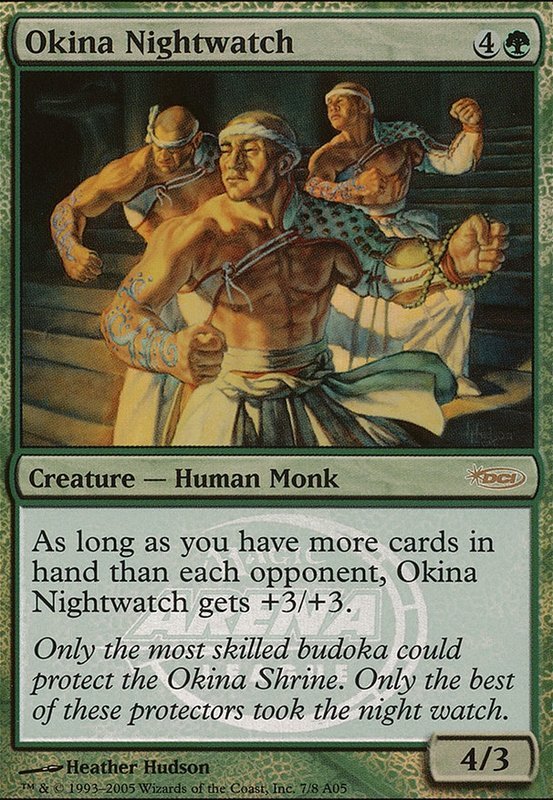 Okina Nightwatch 4
Creature — Human Monk DCI
As long as you have more cards in
hand than each opponent, Okina
Nightwatch gets +3/+3.
MAGIC
ARENA
LEAGUE
Only the most skilled budoka could
protect the Okina Shrine. Only the best
of these protectors took the night watch.
Heather Hudson
4/3
™ & © 1993–2005 Wizards of the Coast, Inc. 7/8 A05